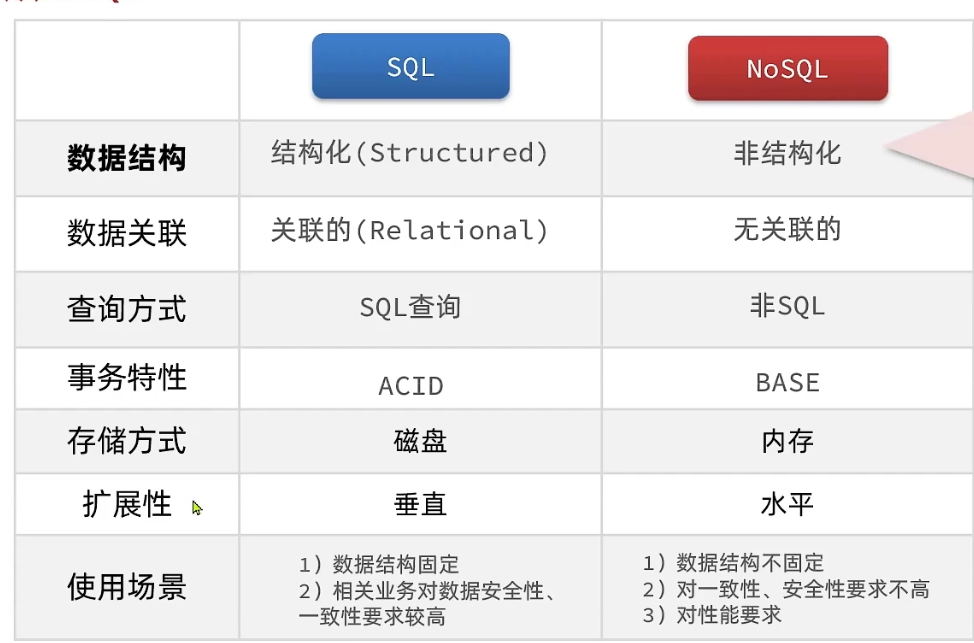 SQL
NoSQL
数据结构
结构化(Structured)
非结构化
数据关联
关联的(Relational)
无关联的
查询方式
SQL查询
非SQL
事务特性
ACID
BASE
存储方式
磁盘
内存
扩展性
垂直
水平
使用场景
1）数据结构固定
2）相关业务对数据安全性、
一致性要求较高
1）数据结构不固定
2）对一致性、安全性要求不高
3）对性能要求